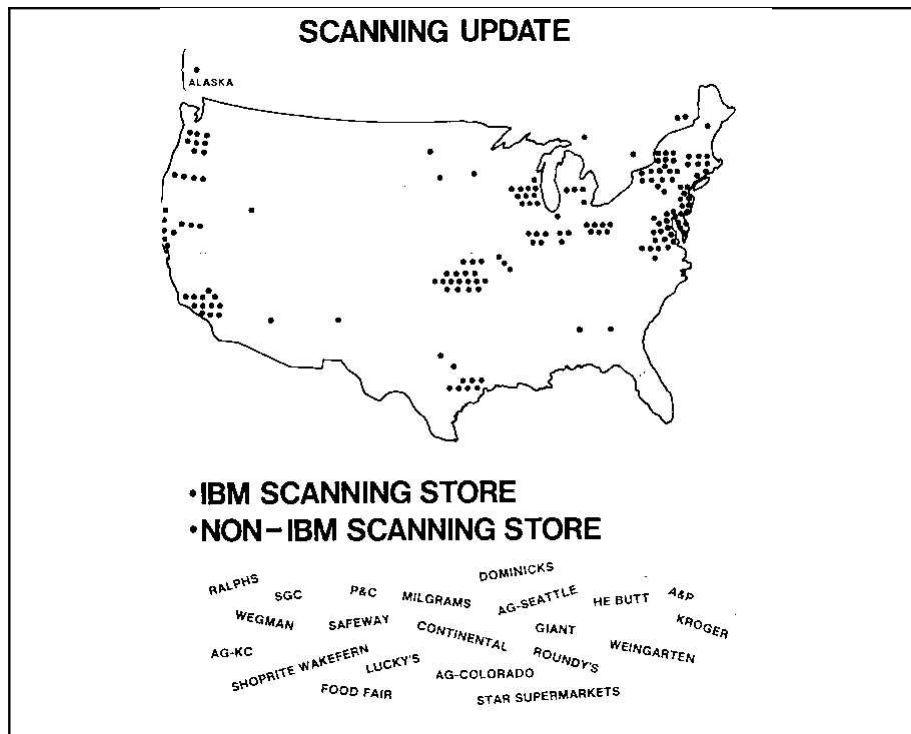 SCANNING UPDATE
ALASKA
•IBM SCANNING STORE
•NON-IBM SCANNING STORE
RALPHS
SGC
P&C
MILGRAMS
DOMINICKS
AG-SEATTLE
HE BUTT
A&P
KROGER
WEGMAN
SAFEWAY
CONTINENTAL
GIANT
WEINGARTEN
AG-KC
SHOPRITE WAKEFERN
LUCKY'S
AG-COLORADO
ROUNDY'S
FOOD FAIR
STAR SUPERMARKETS